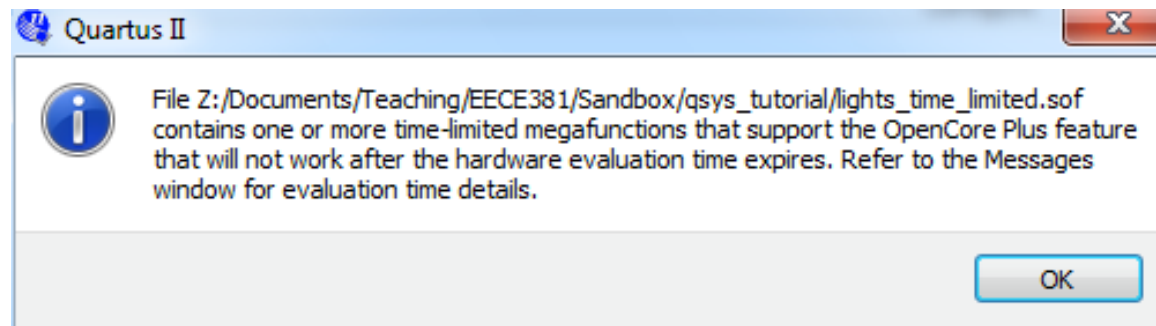 Quartus II
File Z:/Documents/Teaching/EECE381/Sandbox/qsys_tutorial/lights_time_limited.sof
contains one or more time-limited megafunctions that support the OpenCore Plus feature
that will not work after the hardware evaluation time expires. Refer to the Messages
window for evaluation time details.
OK